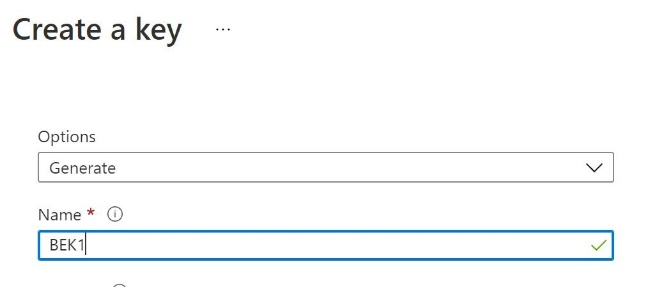 Create a key ...
Options
Generate
Name * ⓘ
BEK1